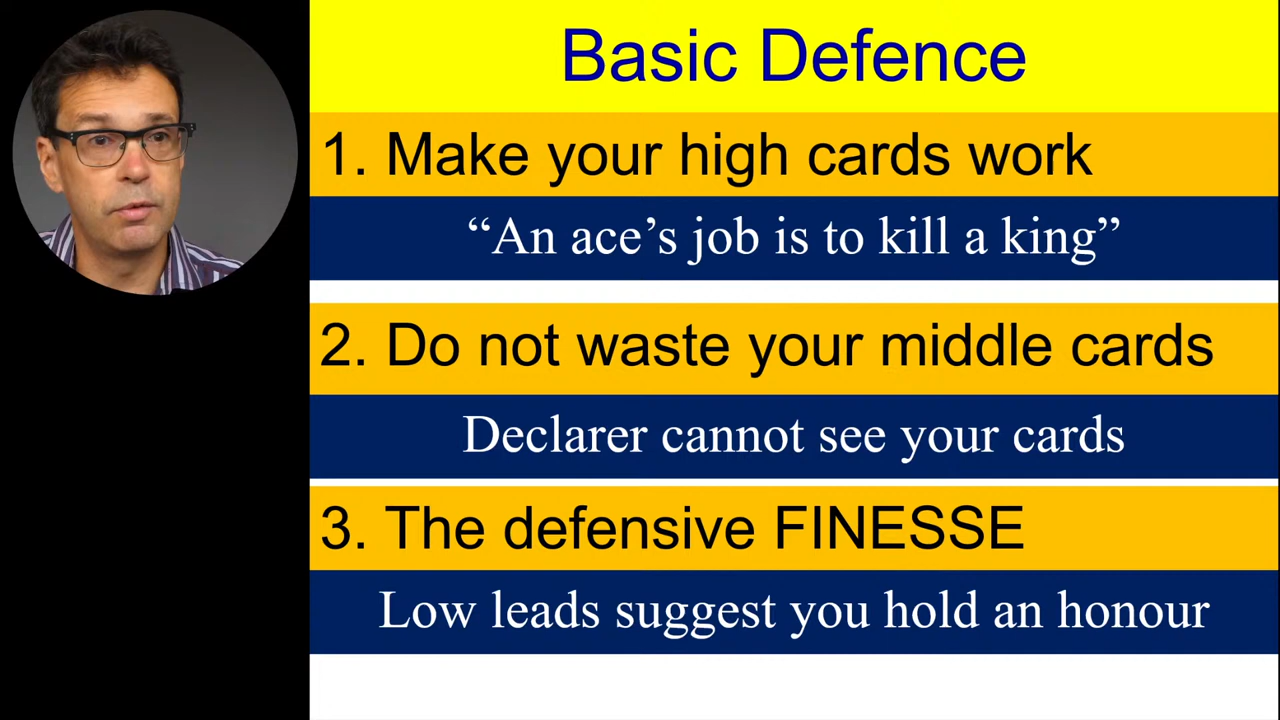 Basic Defence
1. Make your high cards work
“An ace’s job is to kill a king”
2. Do not waste your middle cards
Declarer cannot see your cards
3. The defensive FINESSE
Low leads suggest you hold an honour